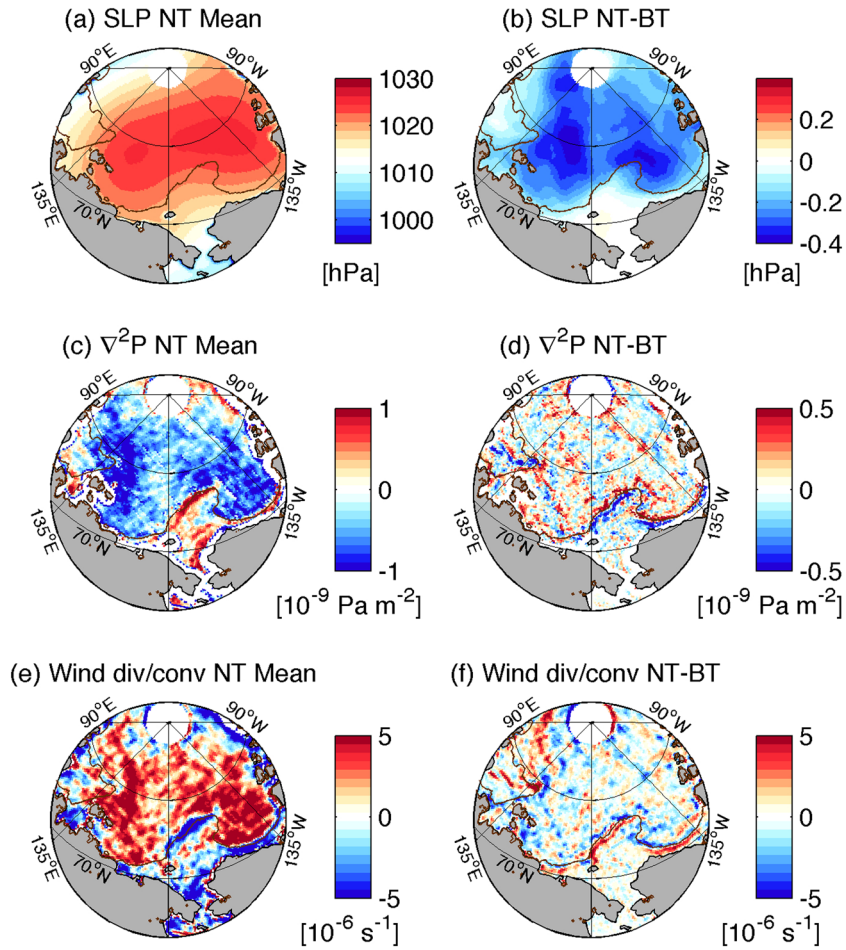 (a) SLP NT Mean
(b) SLP NT-BT
90°E
90°W
135°E
135°W
70°N
1030
1020
1010
1000
[hPa]
90°E
90°W
135°E
135°W
70°N
0.2
0
-0.2
-0.4
[hPa]
(c) ∇²P NT Mean
(d) ∇²P NT-BT
90°E
90°W
135°E
135°W
70°N
1
0
-1
[10⁻⁹ Pa m⁻²]
90°E
90°W
135°E
135°W
70°N
0.5
0
-0.5
[10⁻⁹ Pa m⁻²]
(e) Wind div/conv NT Mean
(f) Wind div/conv NT-BT
90°E
90°W
135°E
135°W
70°N
5
0
-5
[10⁻⁶ s⁻¹]
90°E
90°W
135°E
135°W
70°N
5
0
-5
[10⁻⁶ s⁻¹]